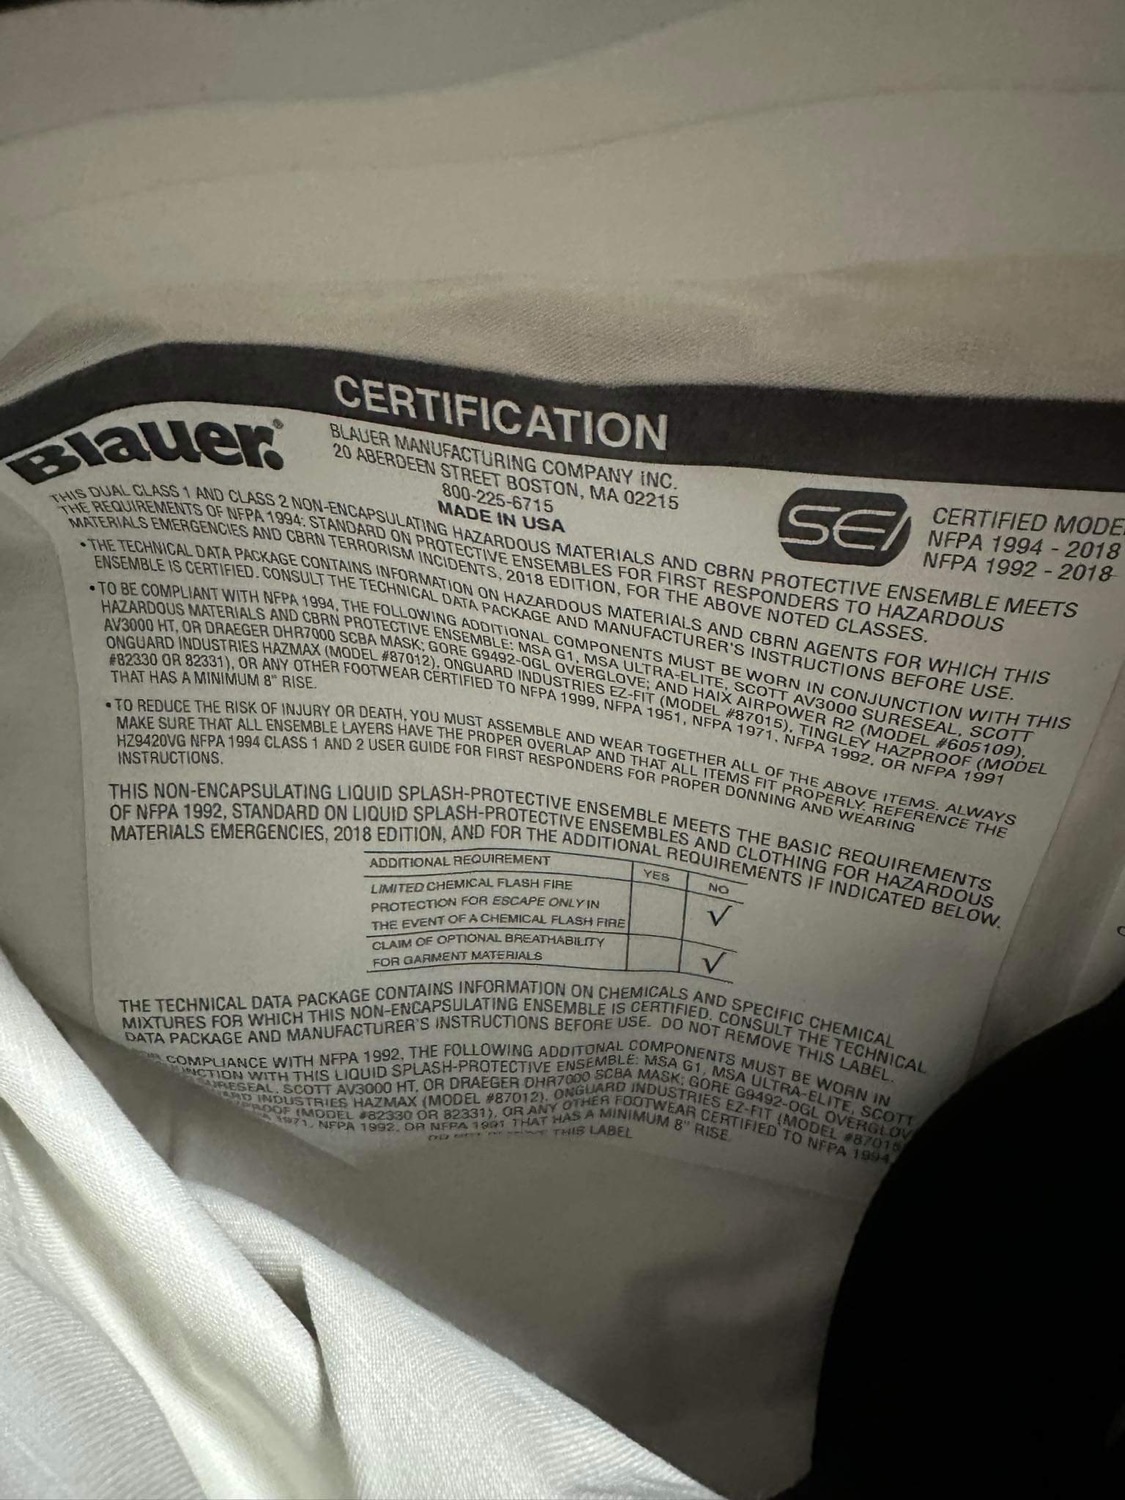 CERTIFICATION
Blauer.®
BLAUER MANUFACTURING COMPANY INC.
20 ABERDEEN STREET BOSTON, MA 02215
800-225-6715
MADE IN USA
SEI
CERTIFIED MODE
NFPA 1994 - 2018
NFPA 1992 - 2018
THIS DUAL CLASS 1 AND CLASS 2 NON-ENCAPSULATING HAZARDOUS MATERIALS AND CBRN PROTECTIVE ENSEMBLE MEETS
THE REQUIREMENTS OF NFPA 1994: STANDARD ON PROTECTIVE ENSEMBLES FOR FIRST RESPONDERS TO HAZARDOUS
MATERIALS EMERGENCIES AND CBRN TERRORISM INCIDENTS, 2018 EDITION, FOR THE ABOVE NOTED CLASSES.
• THE TECHNICAL DATA PACKAGE CONTAINS INFORMATION ON HAZARDOUS MATERIALS AND CBRN AGENTS FOR WHICH THIS
ENSEMBLE IS CERTIFIED. CONSULT THE TECHNICAL DATA PACKAGE AND MANUFACTURER'S INSTRUCTIONS BEFORE USE.
• TO BE COMPLIANT WITH NFPA 1994, THE FOLLOWING ADDITIONAL COMPONENTS MUST BE WORN IN CONJUNCTION WITH THIS
HAZARDOUS MATERIALS AND CBRN PROTECTIVE ENSEMBLE: MSA G1, MSA ULTRA-ELITE, SCOTT AV3000 SURESEAL, SCOTT
AV3000 HT, OR DRAEGER DHR7000 SCBA MASK; GORE G9492-OGL OVERGLOVE; AND HAIX AIRPOWER R2 (MODEL #605109),
ONGUARD INDUSTRIES HAZMAX (MODEL #87012), ONGUARD INDUSTRIES EZ-FIT (MODEL #87015), TINGLEY HAZPROOF (MODEL
#82330 OR 82331), OR ANY OTHER FOOTWEAR CERTIFIED TO NFPA 1999, NFPA 1951, NFPA 1971, NFPA 1992, OR NFPA 1991
THAT HAS A MINIMUM 8" RISE.
• TO REDUCE THE RISK OF INJURY OR DEATH, YOU MUST ASSEMBLE AND WEAR TOGETHER ALL OF THE ABOVE ITEMS. ALWAYS
MAKE SURE THAT ALL ENSEMBLE LAYERS HAVE THE PROPER OVERLAP AND THAT ALL ITEMS FIT PROPERLY. REFERENCE THE
HZ9420VG NFPA 1994 CLASS 1 AND 2 USER GUIDE FOR FIRST RESPONDERS FOR PROPER DONNING AND WEARING
INSTRUCTIONS.
THIS NON-ENCAPSULATING LIQUID SPLASH-PROTECTIVE ENSEMBLE MEETS THE BASIC REQUIREMENTS
OF NFPA 1992, STANDARD ON LIQUID SPLASH-PROTECTIVE ENSEMBLES AND CLOTHING FOR HAZARDOUS
MATERIALS EMERGENCIES, 2018 EDITION, AND FOR THE ADDITIONAL REQUIREMENTS IF INDICATED BELOW.
ADDITIONAL REQUIREMENT YES NO
LIMITED CHEMICAL FLASH FIRE
PROTECTION FOR ESCAPE ONLY IN
THE EVENT OF A CHEMICAL FLASH FIRE ✓
CLAIM OF OPTIONAL BREATHABILITY
FOR GARMENT MATERIALS ✓
THE TECHNICAL DATA PACKAGE CONTAINS INFORMATION ON CHEMICALS AND SPECIFIC CHEMICAL
MIXTURES FOR WHICH THIS NON-ENCAPSULATING ENSEMBLE IS CERTIFIED. CONSULT THE TECHNICAL
DATA PACKAGE AND MANUFACTURER'S INSTRUCTIONS BEFORE USE. DO NOT REMOVE THIS LABEL.
COMPLIANCE WITH NFPA 1992, THE FOLLOWING ADDITONAL COMPONENTS MUST BE WORN IN
WITH THIS LIQUID SPLASH-PROTECTIVE ENSEMBLE: MSA G1, MSA ULTRA-ELITE, SCOTT
SCOTT AV3000 HT, OR DRAEGER DHR7000 SCBA MASK; GORE G9492-OGL OVERGLOV
INDUSTRIES HAZMAX (MODEL #87012), ONGUARD INDUSTRIES EZ-FIT (MODEL #87015
(MODEL #82330 OR 82331), OR ANY OTHER FOOTWEAR CERTIFIED TO NFPA 1994,
1971, NFPA 1992, OR NFPA 1991 THAT HAS A MINIMUM 8" RISE.
THIS LABEL